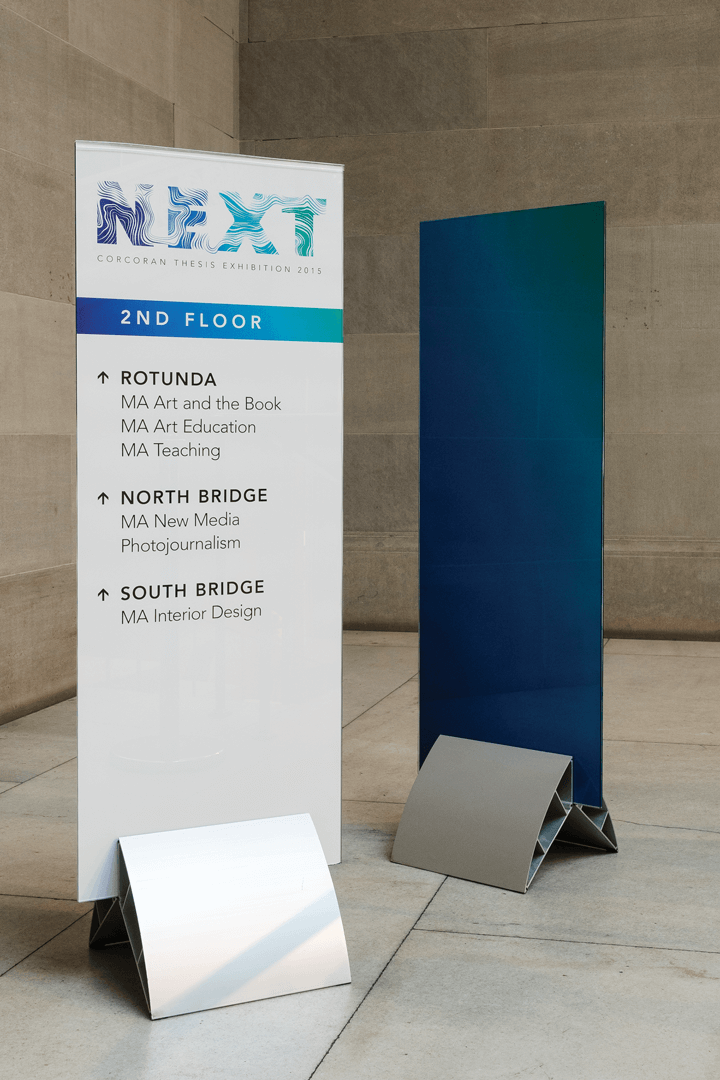 NEXT
CORCORAN THESIS EXHIBITION 2015
2ND FLOOR
↑ ROTUNDA
MA Art and the Book
MA Art Education
MA Teaching
↑ NORTH BRIDGE
MA New Media
Photojournalism
↑ SOUTH BRIDGE
MA Interior Design